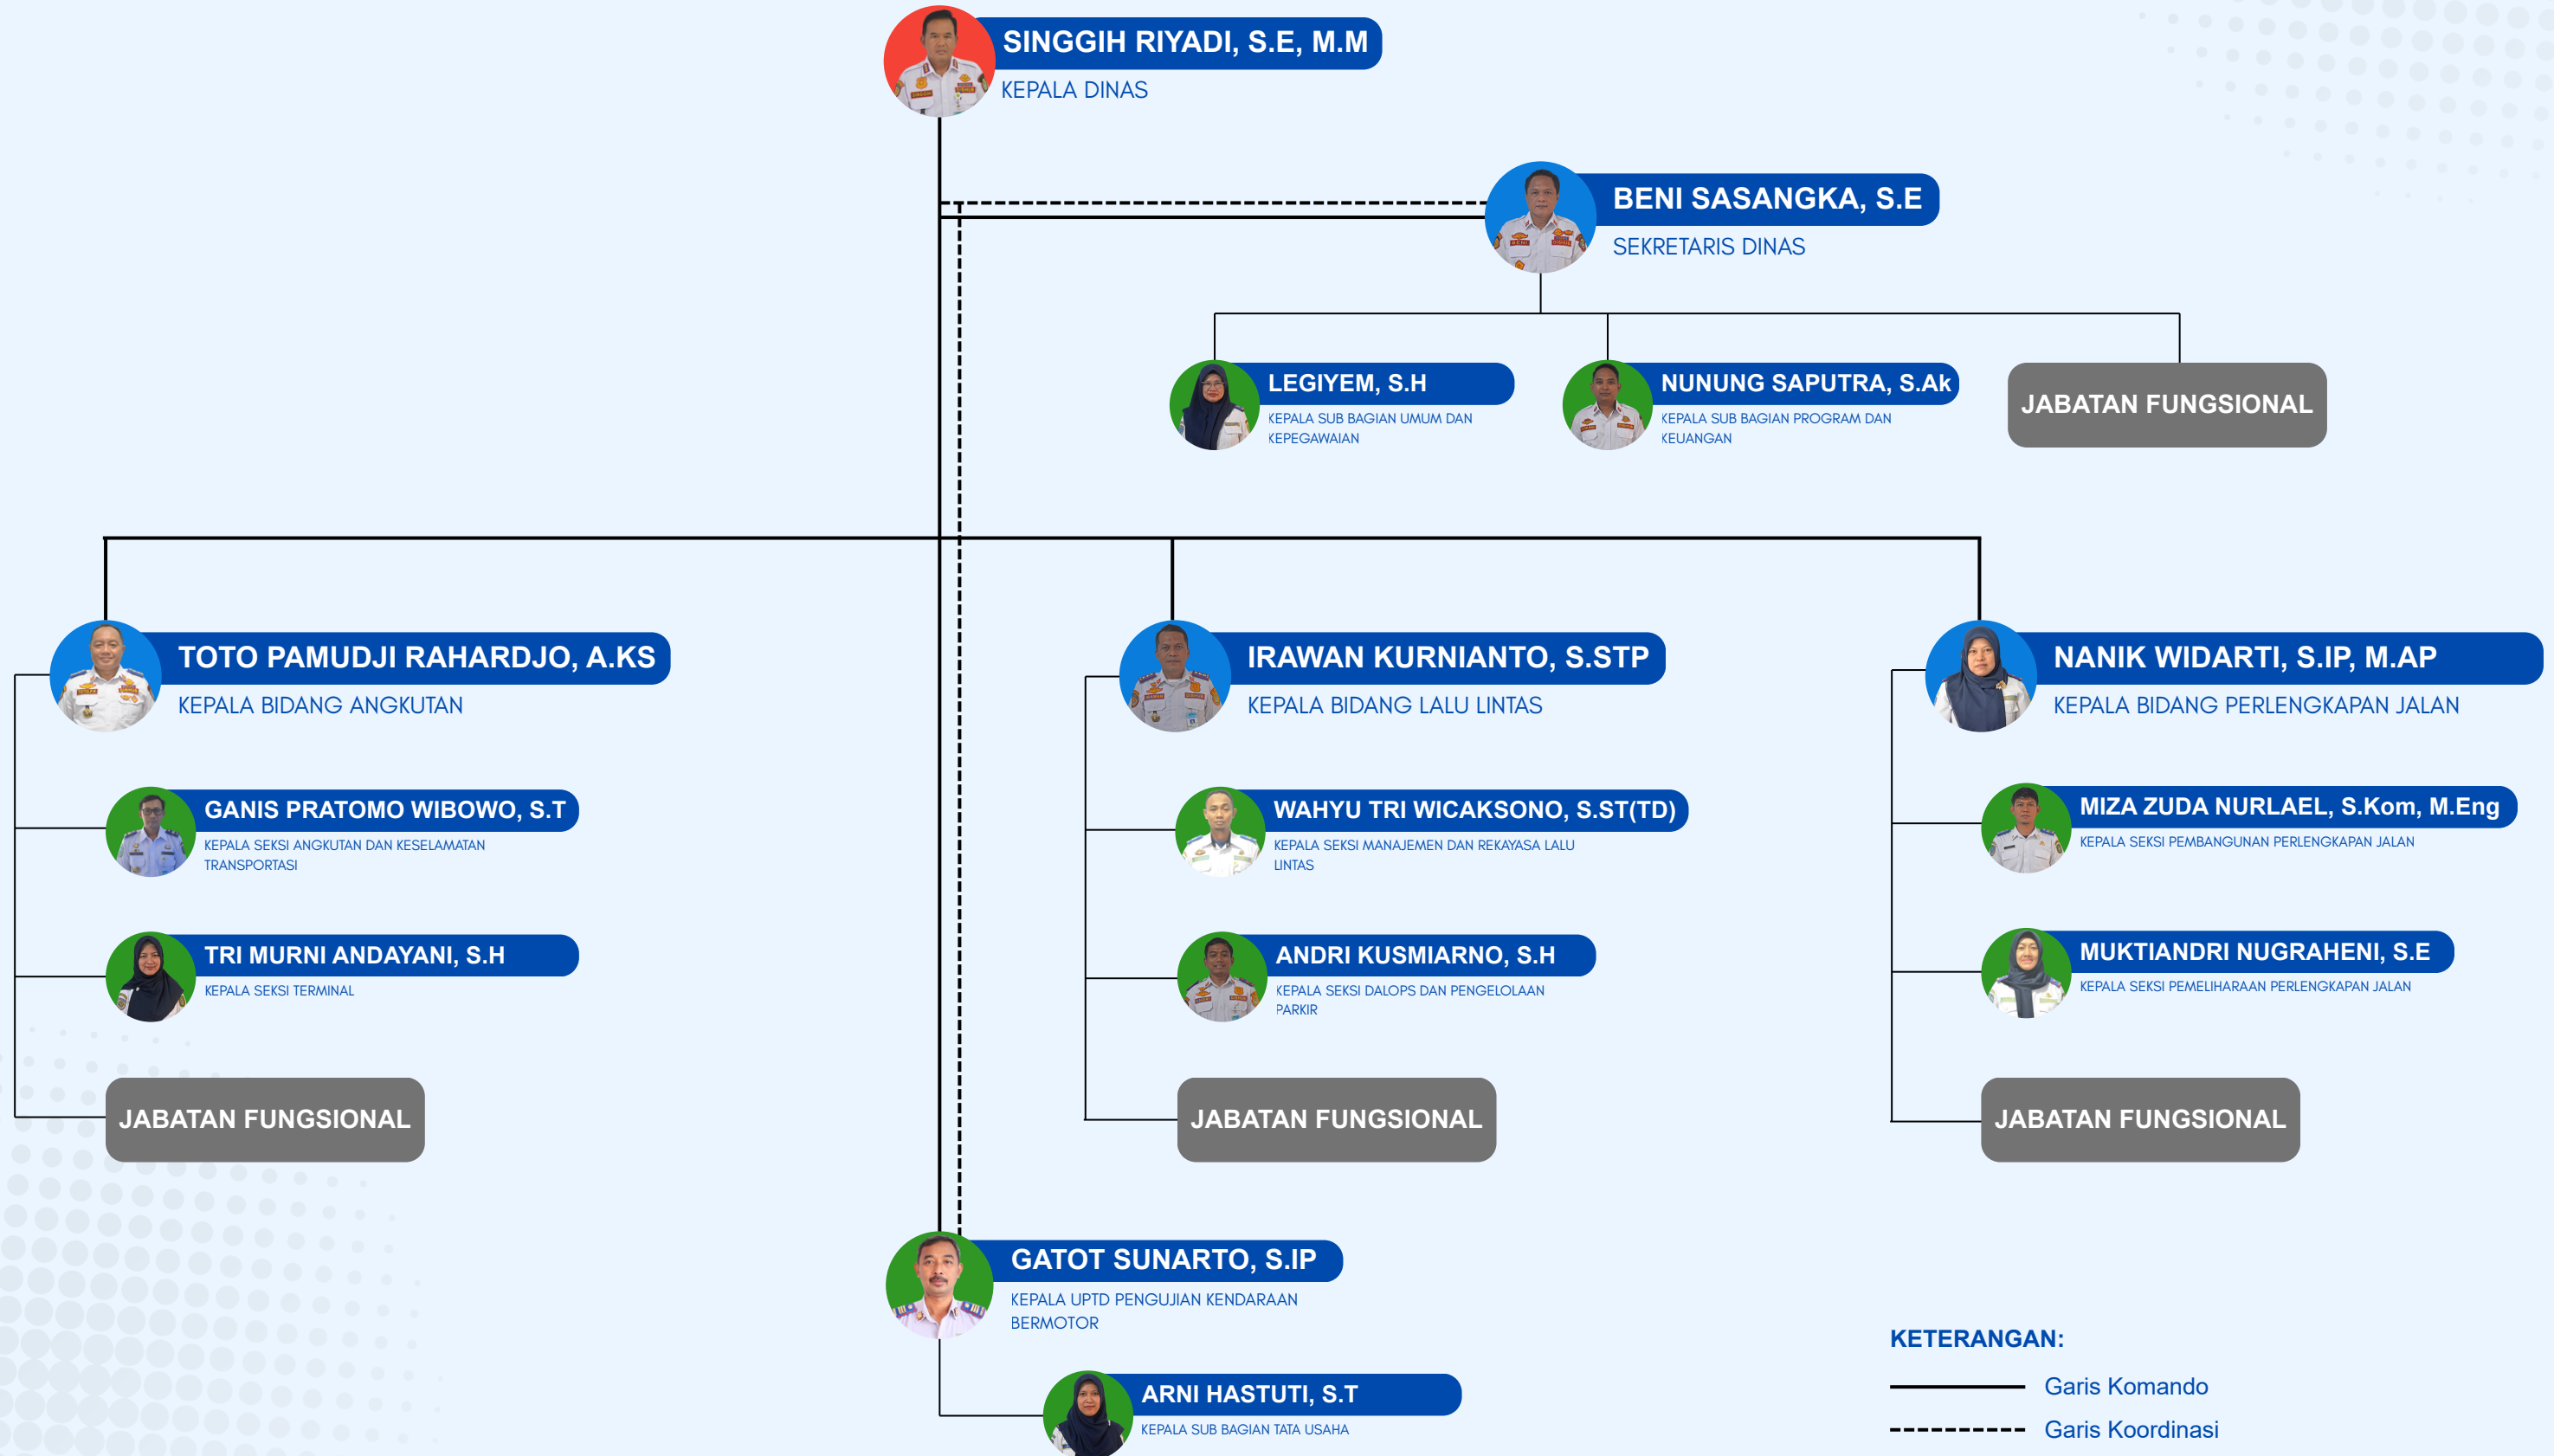 SINGGIH RIYADI, S.E, M.M
KEPALA DINAS
BENI SASANGKA, S.E
SEKRETARIS DINAS
LEGIYEM, S.H
KEPALA SUB BAGIAN UMUM DAN
KEPEGAWAIAN
NUNUNG SAPUTRA, S.Ak
KEPALA SUB BAGIAN PROGRAM DAN
KEUANGAN
JABATAN FUNGSIONAL
TOTO PAMUDJI RAHARDJO, A.KS
KEPALA BIDANG ANGKUTAN
GANIS PRATOMO WIBOWO, S.T
KEPALA SEKSI ANGKUTAN DAN KESELAMATAN
TRANSPORTASI
TRI MURNI ANDAYANI, S.H
KEPALA SEKSI TERMINAL
JABATAN FUNGSIONAL
IRAWAN KURNIANTO, S.STP
KEPALA BIDANG LALU LINTAS
WAHYU TRI WICAKSONO, S.ST(TD)
KEPALA SEKSI MANAJEMEN DAN REKAYASA LALU
LINTAS
ANDRI KUSMIARNO, S.H
KEPALA SEKSI DALOPS DAN PENGELOLAAN
PARKIR
JABATAN FUNGSIONAL
NANIK WIDARTI, S.IP, M.AP
KEPALA BIDANG PERLENGKAPAN JALAN
MIZA ZUDA NURLAEL, S.Kom, M.Eng
KEPALA SEKSI PEMBANGUNAN PERLENGKAPAN JALAN
MUKTIANDRI NUGRAHENI, S.E
KEPALA SEKSI PEMELIHARAAN PERLENGKAPAN JALAN
JABATAN FUNGSIONAL
GATOT SUNARTO, S.IP
KEPALA UPTD PENGUJIAN KENDARAAN
BERMOTOR
ARNI HASTUTI, S.T
KEPALA SUB BAGIAN TATA USAHA
KETERANGAN:
Garis Komando
Garis Koordinasi